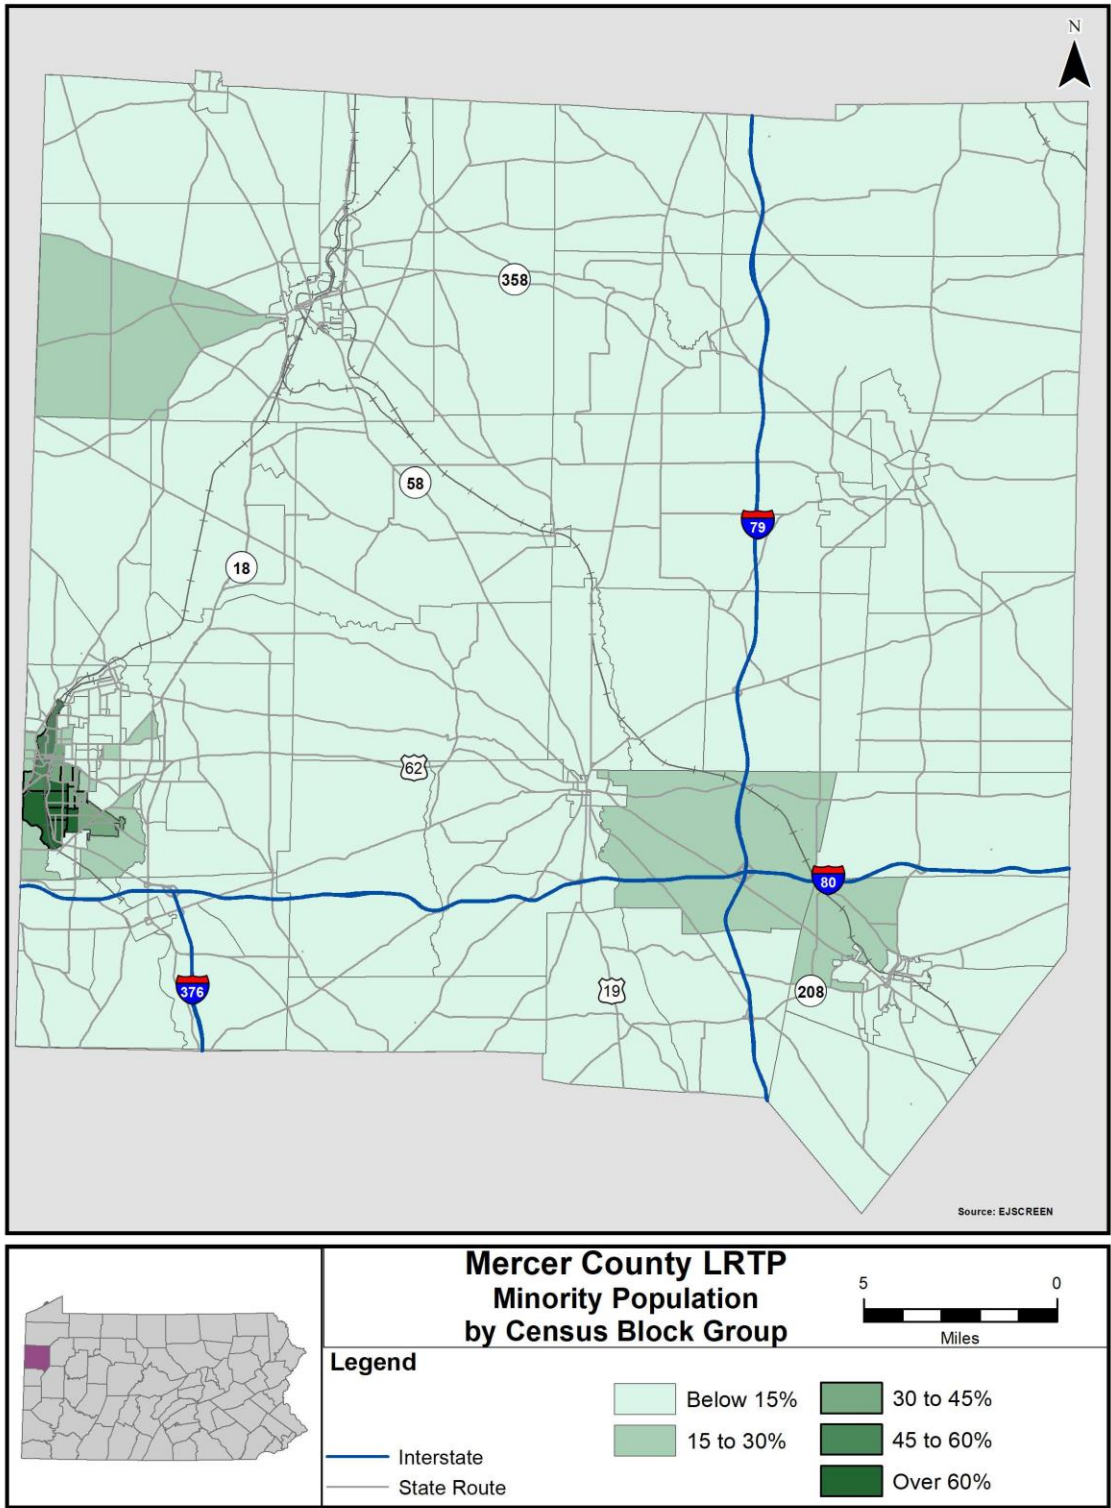 N
358
58
79
18
62
80
376
19
208
Source: EJSCREEN
Mercer County LRTP
Minority Population
by Census Block Group
5 0
Miles
Legend
Interstate
State Route
Below 15%
15 to 30%
30 to 45%
45 to 60%
Over 60%